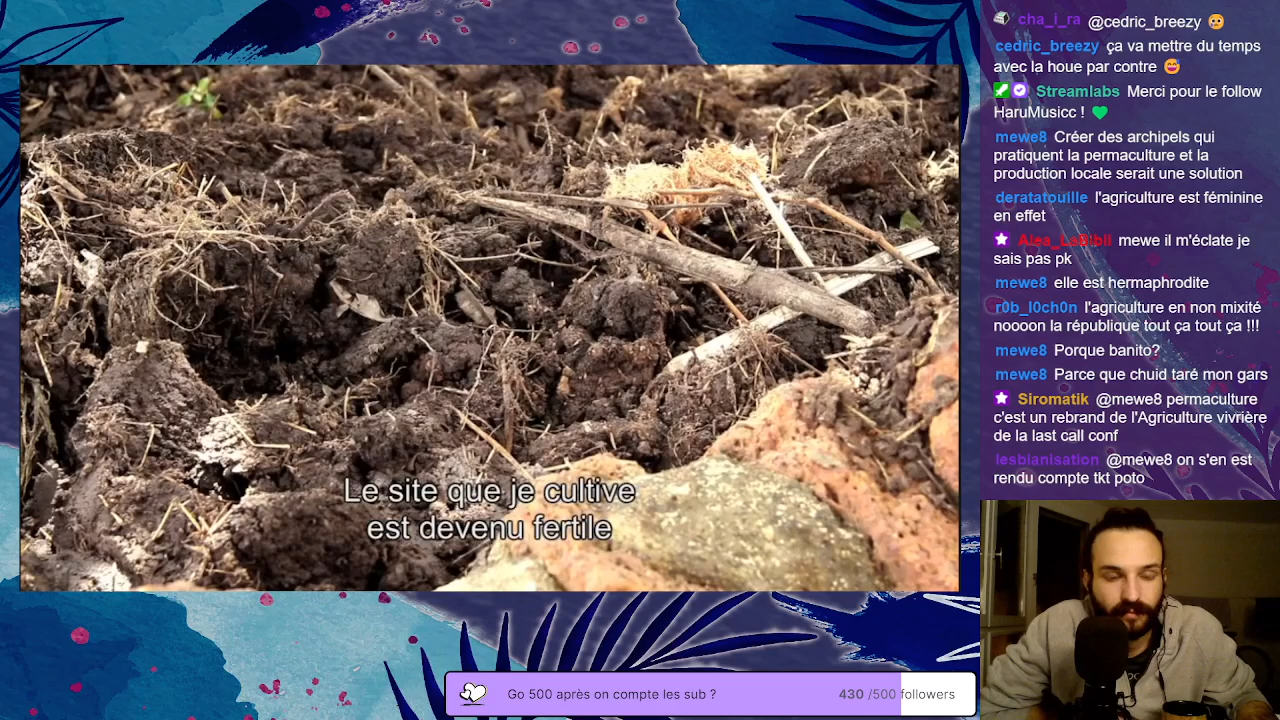 cha_i_ra @cedric_breezy
cedric_breezy ça va mettre du temps
avec la houe par contre
Streamlabs Merci pour le follow
HaruMusicc !
mewe8 Créer des archipels qui
pratiquent la permaculture et la
production locale serait une solution
deratatouille l'agriculture est féminine
en effet
Alea_LaBibli mewe il m'éclate je
sais pas pk
mewe8 elle est hermaphrodite
r0b_l0ch0n l'agriculture en non mixité
noooon la république tout ça tout ça !!!
mewe8 Porque banito?
mewe8 Parce que chuid taré mon gars
Siromatik @mewe8 permaculture
c'est un rebrand de l'Agriculture vivrière
de la last call conf
lesbianisation @mewe8 on s'en est
rendu compte tkt poto
Le site que je cultive
est devenu fertile
Go 500 après on compte les sub ? 430 /500 followers